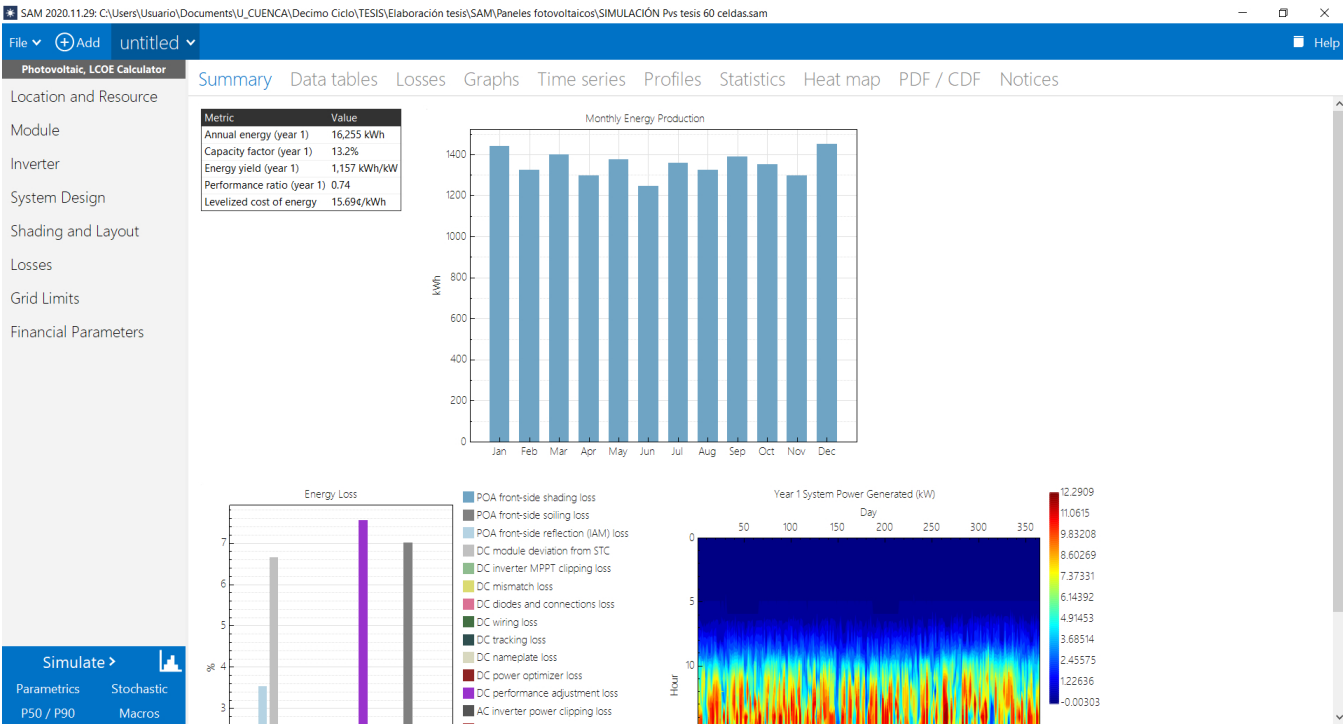 SAM 2020.11.29: C:\Users\Usuario\Documents\U_CUENCA\Decimo Ciclo\TESIS\Elaboración tesis\SAM\Paneles fotovoltaicos\SIMULACIÓN Pvs tesis 60 celdas.sam
File Add untitled Help
Photovoltaic, LCOE Calculator
Location and Resource
Module
Inverter
System Design
Shading and Layout
Losses
Grid Limits
Financial Parameters
Simulate >
Parametrics Stochastic
P50 / P90 Macros
Summary Data tables Losses Graphs Time series Profiles Statistics Heat map PDF / CDF Notices
Metric Value
Annual energy (year 1) 16,255 kWh
Capacity factor (year 1) 13.2%
Energy yield (year 1) 1,157 kWh/kW
Performance ratio (year 1) 0.74
Levelized cost of energy 15.69¢/kWh
Monthly Energy Production
1400
1200
1000
800
600
400
200
0
kWh
Jan Feb Mar Apr May Jun Jul Aug Sep Oct Nov Dec
Energy Loss
7
6
5
4
3
%
POA front-side shading loss
POA front-side soiling loss
POA front-side reflection (IAM) loss
DC module deviation from STC
DC inverter MPPT clipping loss
DC mismatch loss
DC diodes and connections loss
DC wiring loss
DC tracking loss
DC nameplate loss
DC power optimizer loss
DC performance adjustment loss
AC inverter power clipping loss
Year 1 System Power Generated (kW)
Day
50 100 150 200 250 300 350
0
5
10
Hour
12.2909
11.0615
9.83208
8.60269
7.37331
6.14392
4.91453
3.68514
2.45575
1.22636
-0.00303